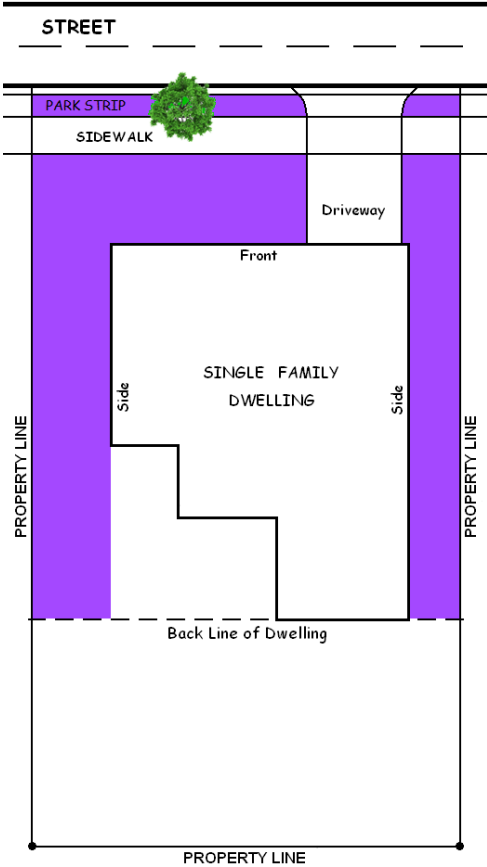 STREET
PARK STRIP
SIDEWALK
Driveway
Front
SINGLE FAMILY
DWELLING
Side
Side
PROPERTY LINE
PROPERTY LINE
Back Line of Dwelling
PROPERTY LINE